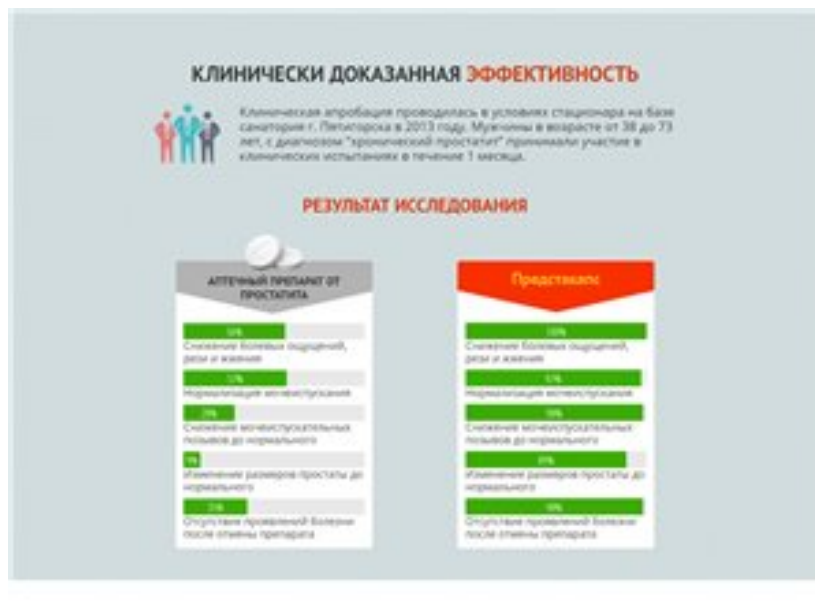 КЛИНИЧЕСКИ ДОКАЗАННАЯ ЭФФЕКТИВНОСТЬ
Клиническая апробация проводилась в условиях стационара на базе
санатория г. Пятигорска в 2013 году. Мужчины в возрасте от 38 до 73
лет, с диагнозом "хронический простатит" принимали участие в
клинических испытаниях в течение 1 месяца.
РЕЗУЛЬТАТ ИССЛЕДОВАНИЯ
АПТЕЧНЫЙ ПРЕПАРАТ ОТ
ПРОСТАТИТА
Снижение болевых ощущений,
рези и жжения
Нормализация мочеиспускания
Снижение мочеиспускательных
позывов до нормального
Изменение размеров простаты до
нормального
Отсутствие проявлений болезни
после отмены препарата
Предстакапс
100%
Снижение болевых ощущений,
рези и жжения
Нормализация мочеиспускания
Снижение мочеиспускательных
позывов до нормального
Изменение размеров простаты до
нормального
Отсутствие проявлений болезни
после отмены препарата